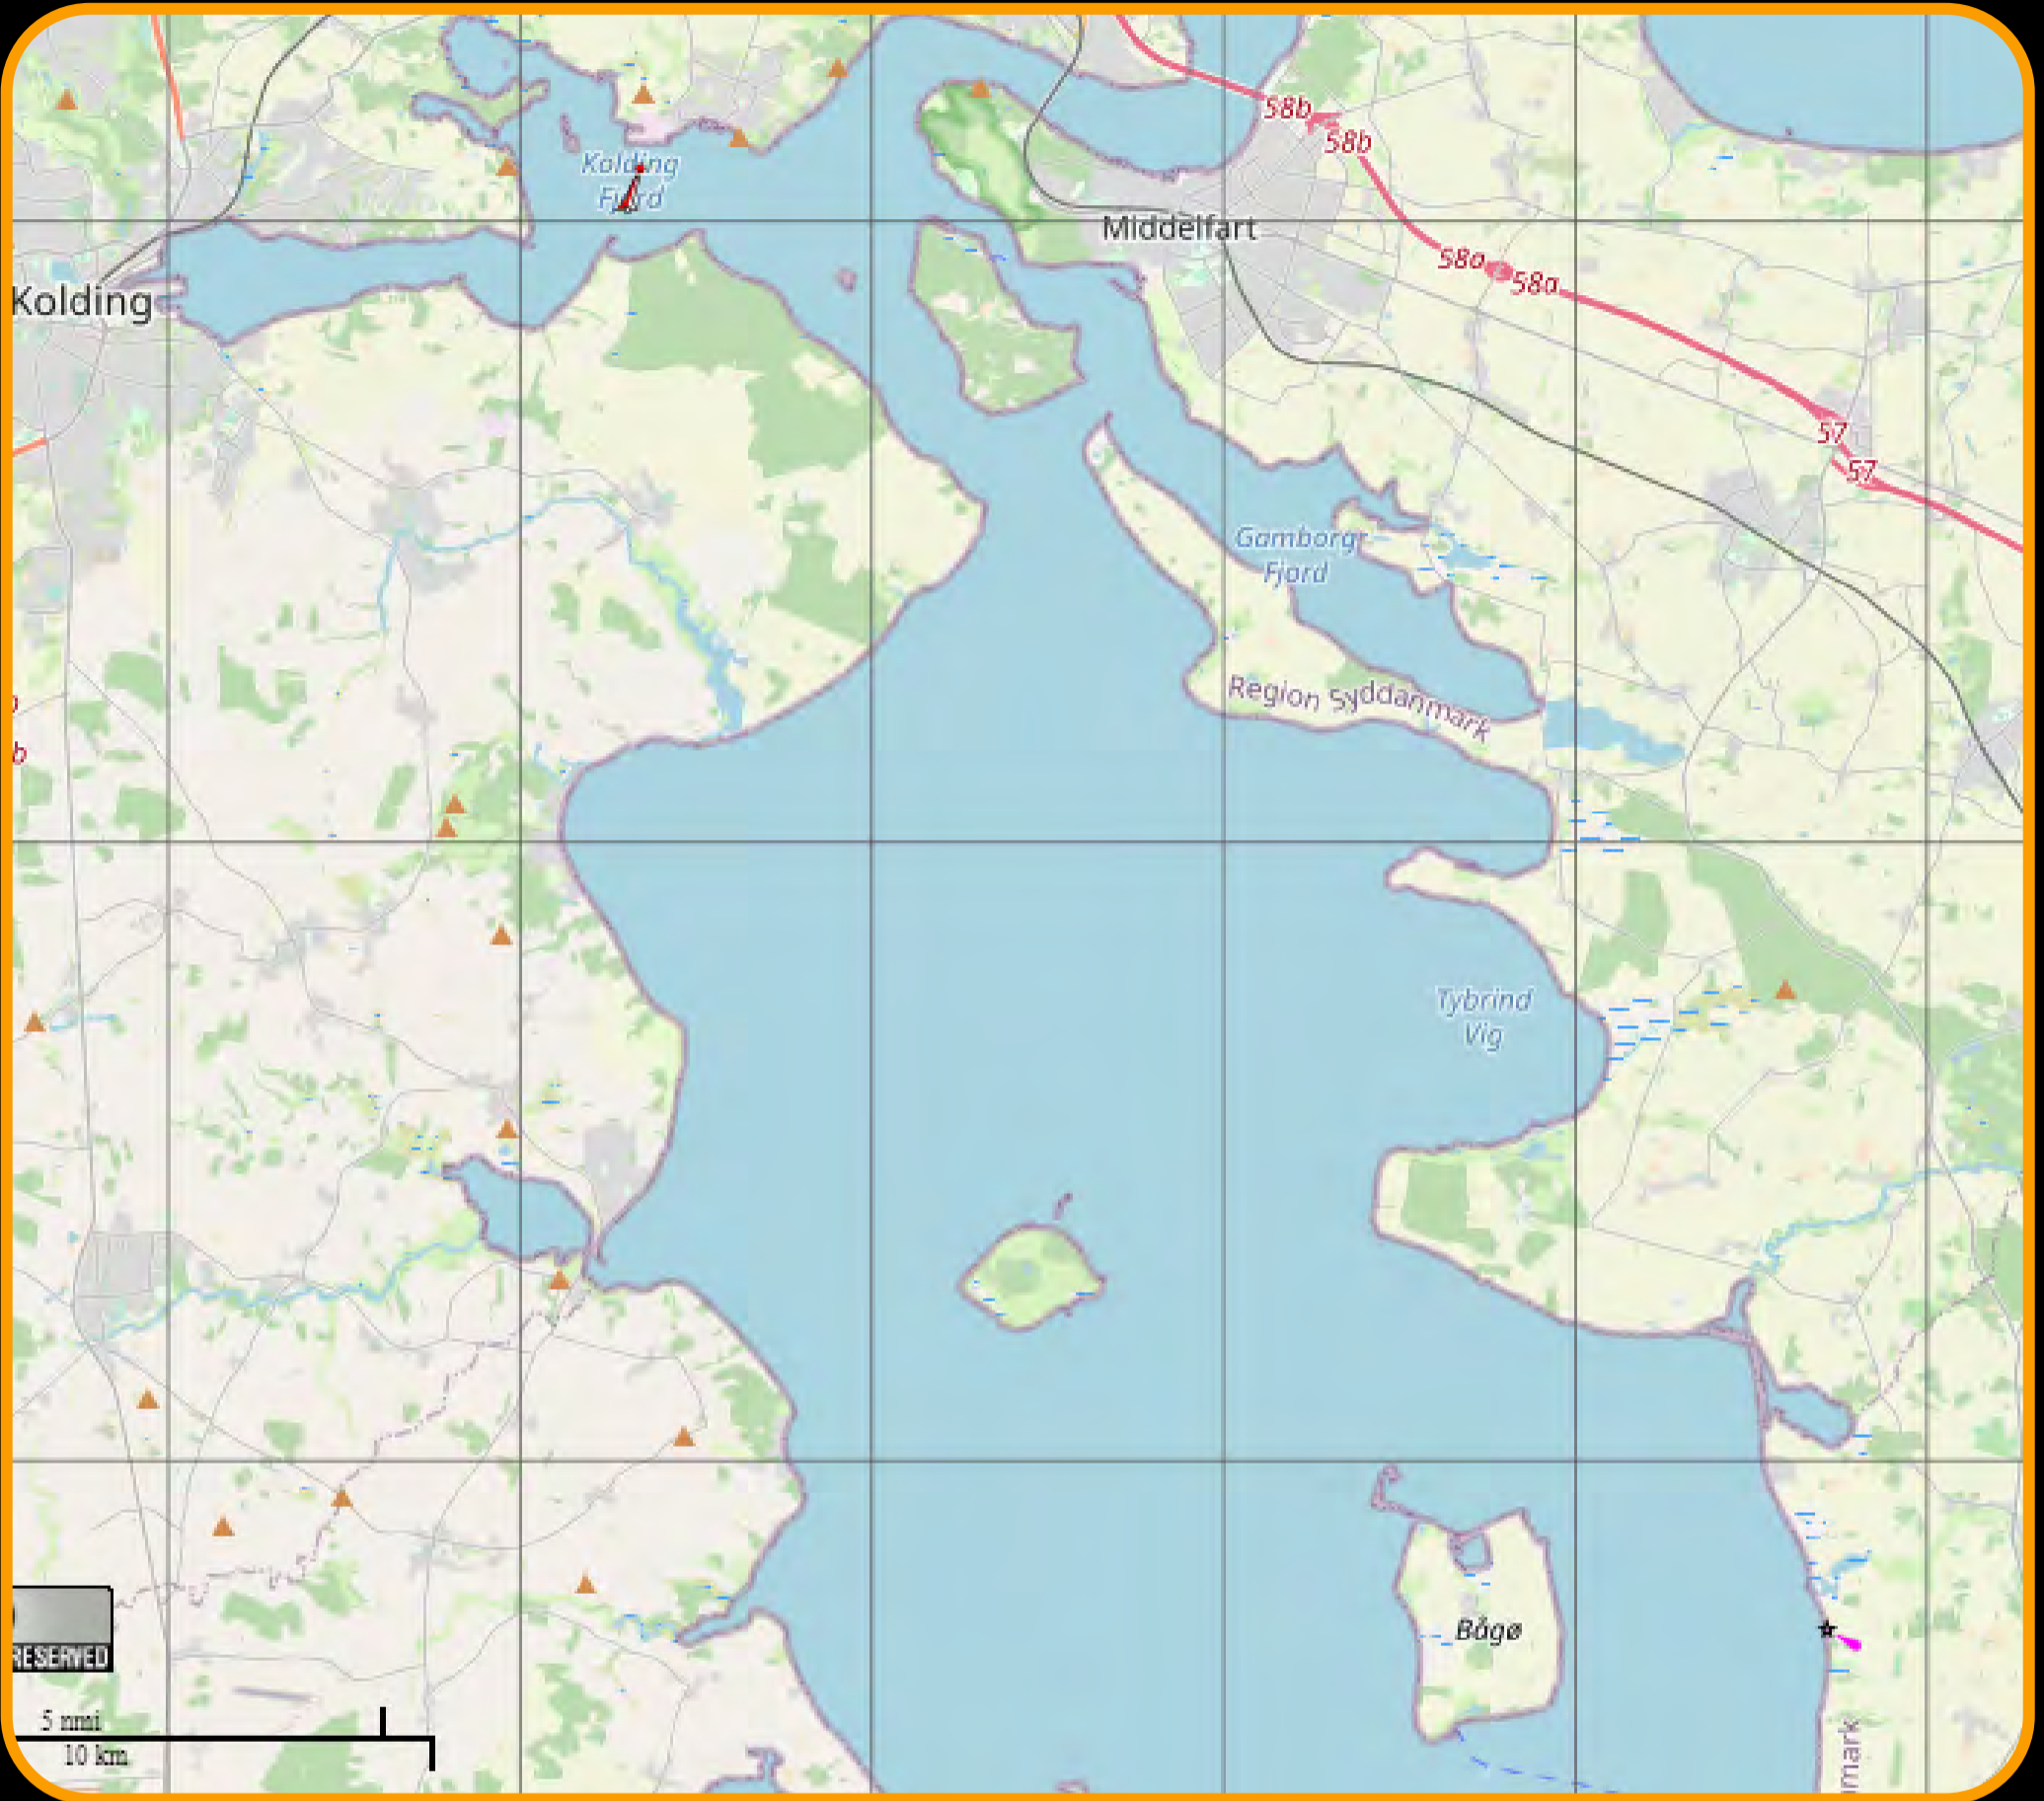 58b
58b
Kolding
Fjord
Middelfart
58a
58a
Kolding
57
57
Gamborg
Fjord
Region Syddanmark
b
Tybrind
Vig
Bågø
RESERVED
5 nmi
10 km
mark